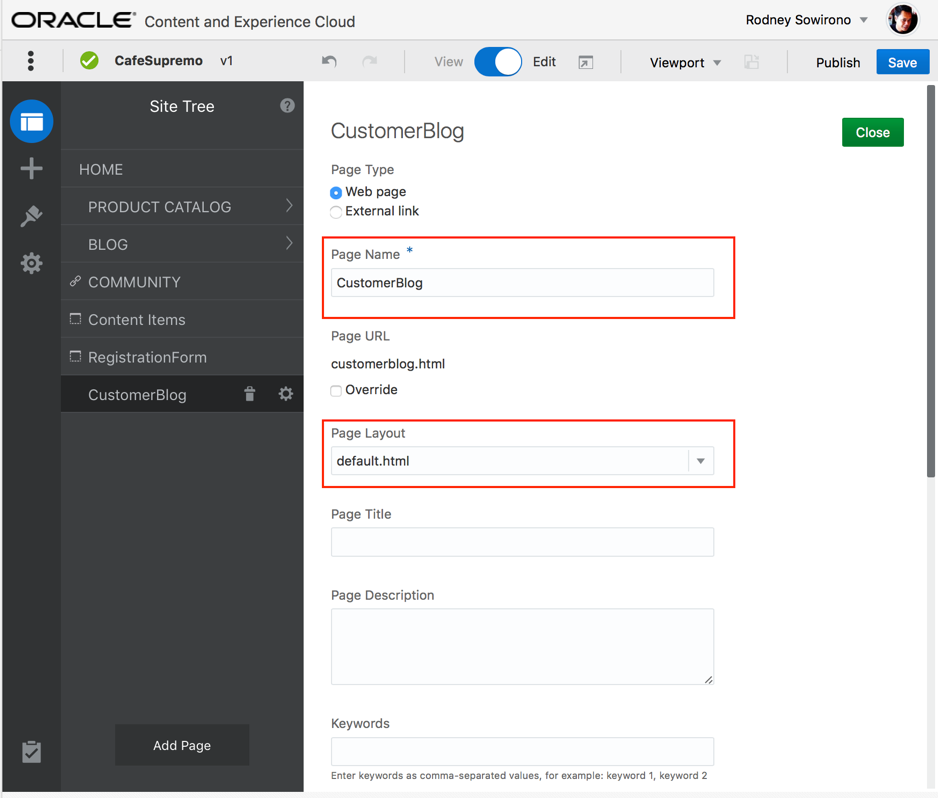 ORACLE® Content and Experience Cloud
Rodney Sowirono
CafeSupremo v1
View Edit
Viewport
Publish
Save
Site Tree
?
HOME
PRODUCT CATALOG
BLOG
COMMUNITY
Content Items
RegistrationForm
CustomerBlog
Add Page
CustomerBlog
Close
Page Type
Web page
External link
Page Name *
CustomerBlog
Page URL
customerblog.html
Override
Page Layout
default.html
Page Title
Page Description
Keywords
Enter keywords as comma-separated values, for example: keyword 1, keyword 2